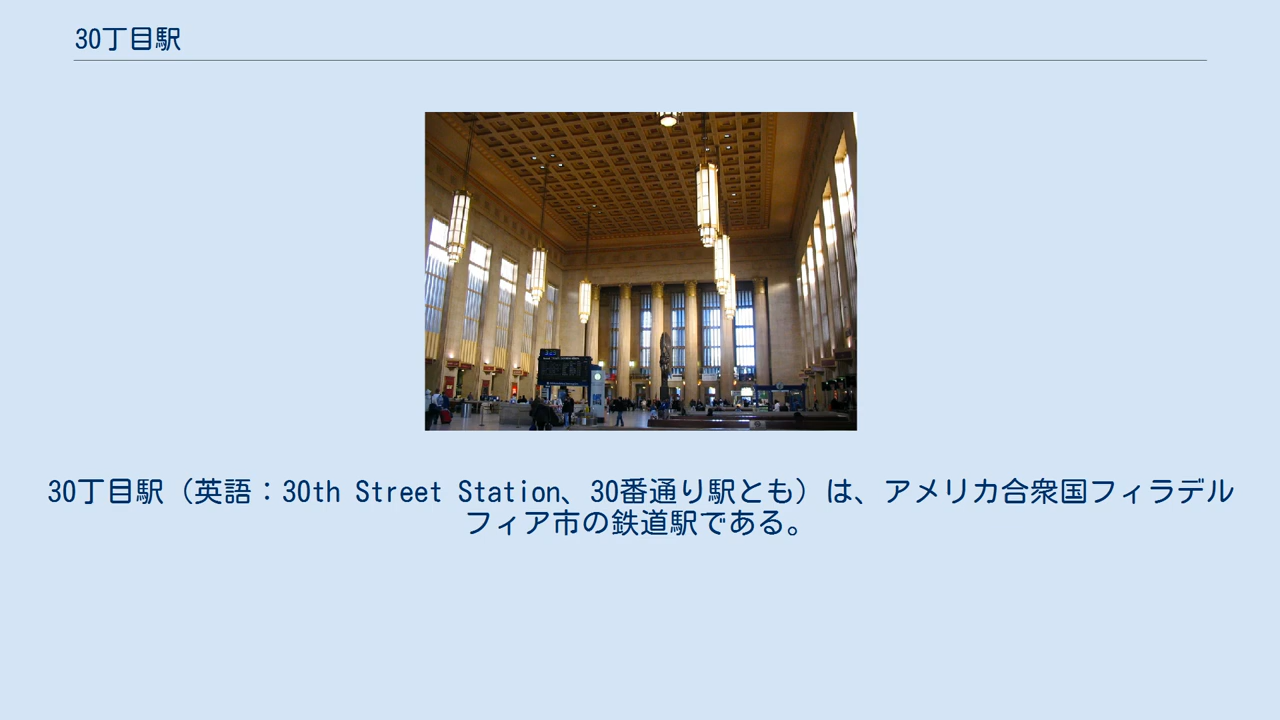 30丁目駅
30丁目駅（英語：30th Street Station、30番通り駅とも）は、アメリカ合衆国フィラデル
フィア市の鉄道駅である。